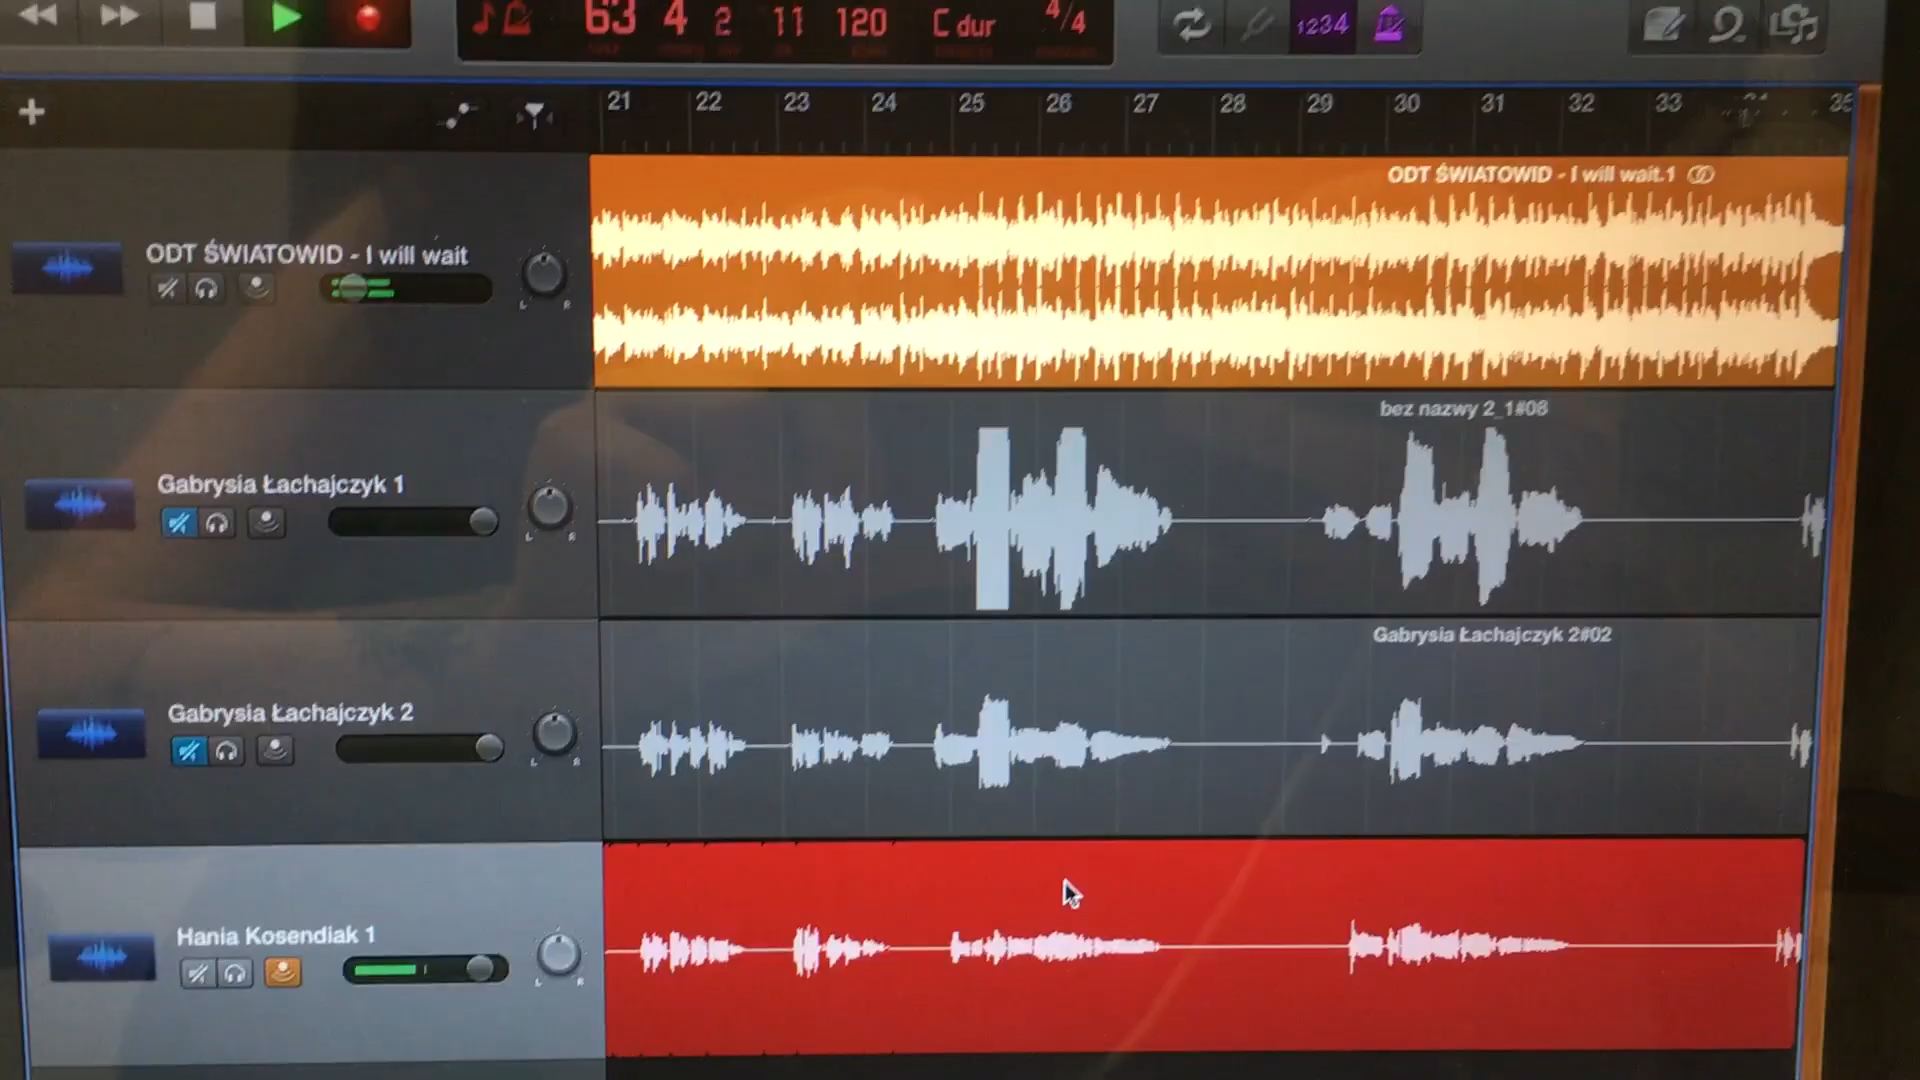 63 4 2 11 120 C dur 4/4
1234
21 22 23 24 25 26 27 28 29 30 31 32 33
ODT ŚWIATOWID - I will wait.1
ODT ŚWIATOWID - I will wait
L R
bez nazwy 2_1#08
Gabrysia Łachajczyk 1
L R
Gabrysia Łachajczyk 2#02
Gabrysia Łachajczyk 2
L R
Hania Kosendiak 1
L R